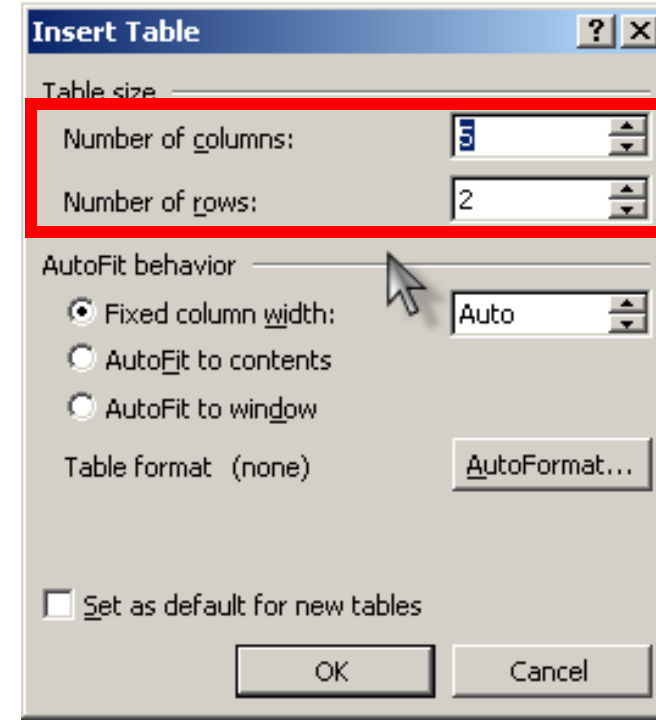 Insert Table
Table size
Number of columns: 5
Number of rows: 2
AutoFit behavior
Fixed column width: Auto
AutoFit to contents
AutoFit to window
Table format (none) AutoFormat...
Set as default for new tables
OK Cancel